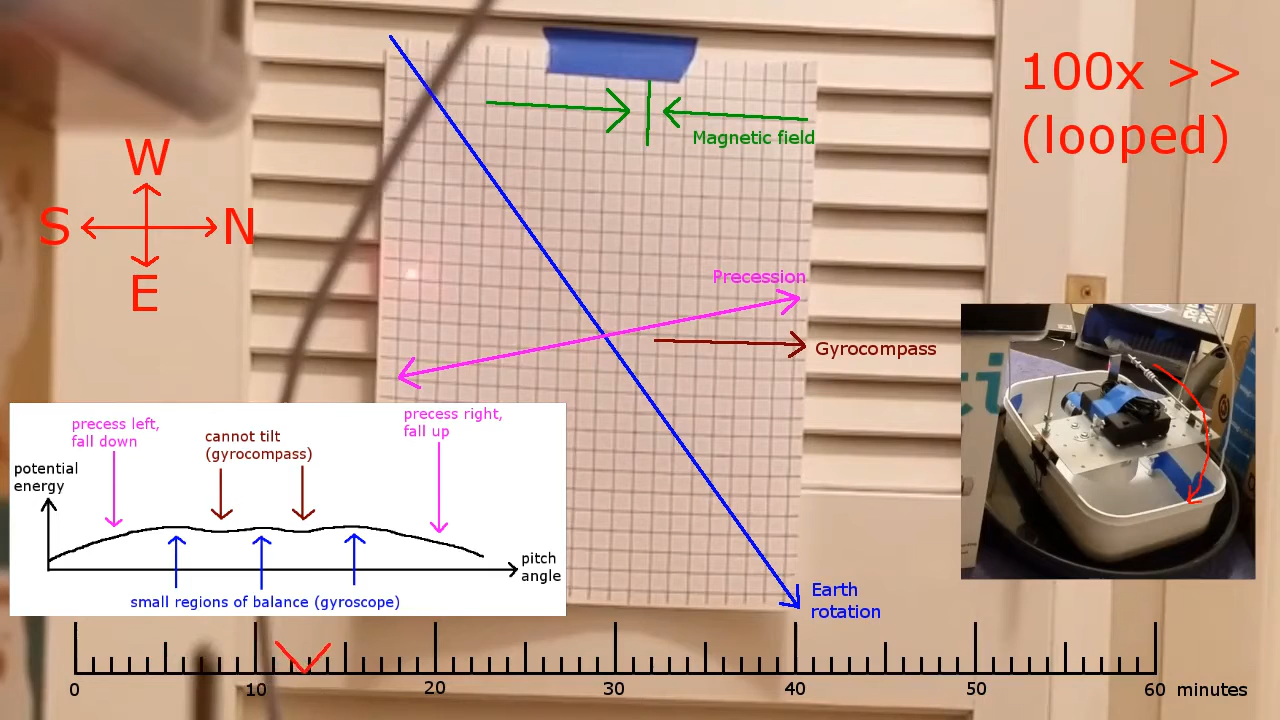 100x >>
(looped)
W
S
N
E
Magnetic field
Precession
Gyrocompass
Earth
rotation
precess left,
fall down
cannot tilt
(gyrocompass)
precess right,
fall up
potential
energy
pitch
angle
small regions of balance (gyroscope)
0
10
20
30
40
50
60
minutes